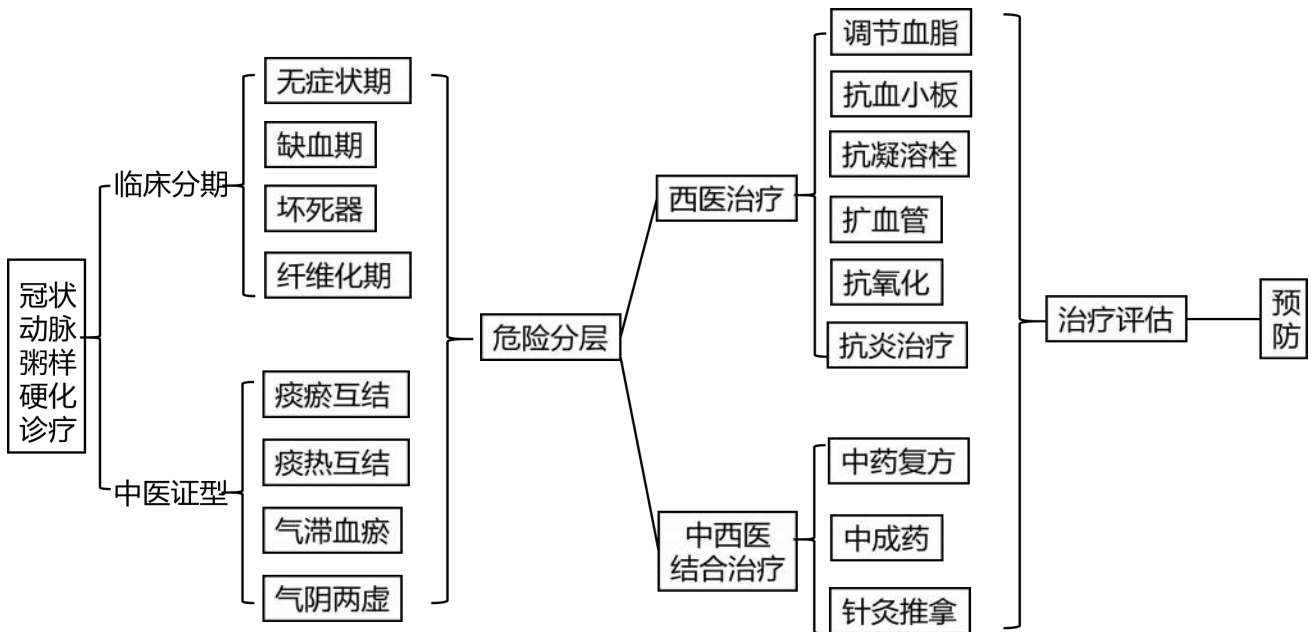 冠状
动脉
粥样
硬化
诊疗
临床分期
无症状期
缺血期
坏死器
纤维化期
中医证型
痰瘀互结
痰热互结
气滞血瘀
气阴两虚
危险分层
西医治疗
调节血脂
抗血小板
抗凝溶栓
扩血管
抗氧化
抗炎治疗
中西医
结合治疗
中药复方
中成药
针灸推拿
治疗评估
预
防